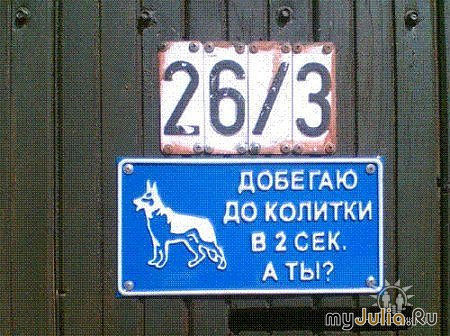 26/3
ДОБЕГАЮ
ДО КОЛИТКИ
В 2 СЕК.
А ТЫ?
myJulia.Ru